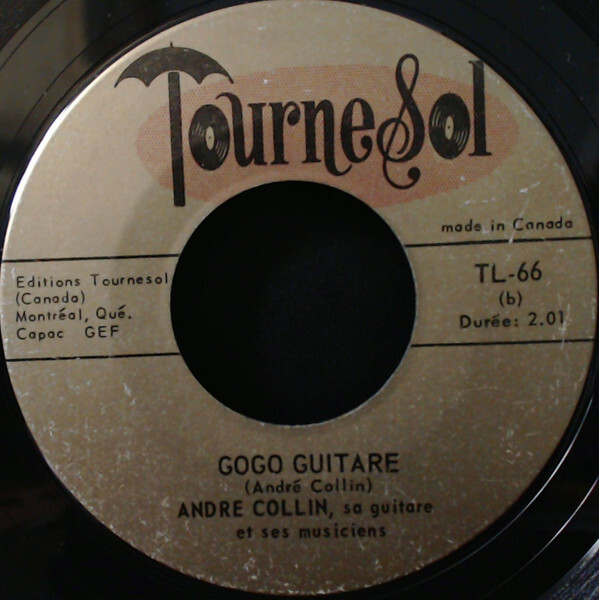 TourneSol
made in Canada
Editions Tournesol
(Canada)
Montréal, Qué.
Capac GEF
TL-66
(b)
Durée: 2.01
GOGO GUITARE
(André Collin)
ANDRE COLLIN, sa guitare
et ses musiciens